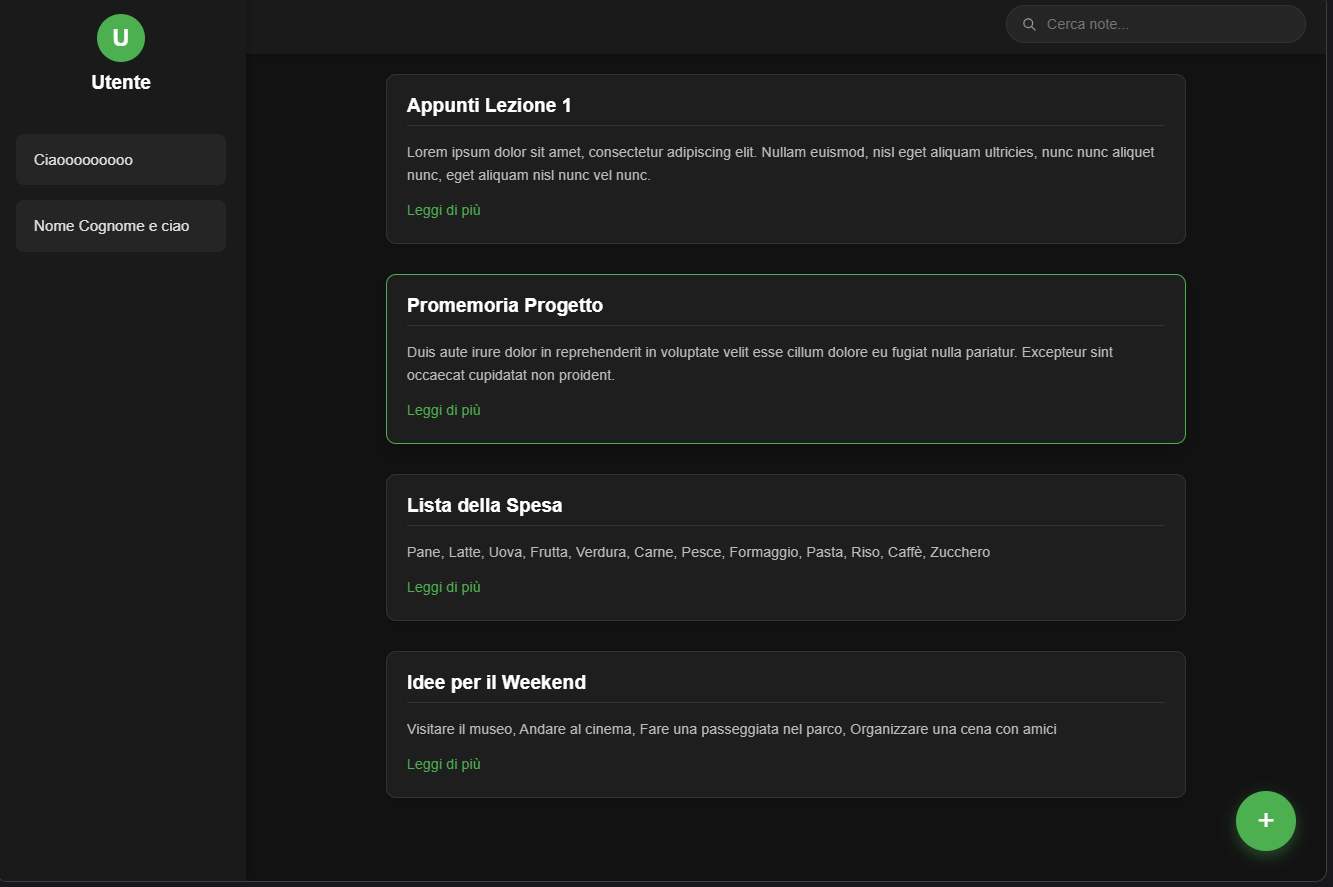 U
Utente
Ciaooooooooo
Nome Cognome e ciao
Cerca note...
Appunti Lezione 1
Lorem ipsum dolor sit amet, consectetur adipiscing elit. Nullam euismod, nisl eget aliquam ultricies, nunc nunc aliquet
nunc, eget aliquam nisl nunc vel nunc.
Leggi di più
Promemoria Progetto
Duis aute irure dolor in reprehenderit in voluptate velit esse cillum dolore eu fugiat nulla pariatur. Excepteur sint
occaecat cupidatat non proident.
Leggi di più
Lista della Spesa
Pane, Latte, Uova, Frutta, Verdura, Carne, Pesce, Formaggio, Pasta, Riso, Caffè, Zucchero
Leggi di più
Idee per il Weekend
Visitare il museo, Andare al cinema, Fare una passeggiata nel parco, Organizzare una cena con amici
Leggi di più
+